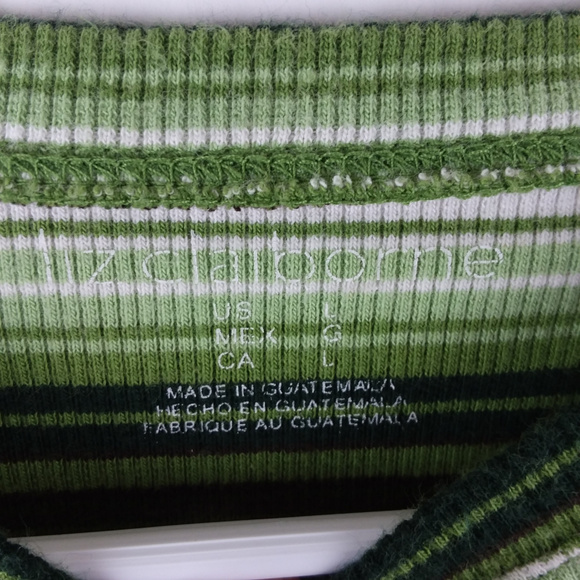 liz claiborne
US L
MEX G
CA L
MADE IN GUATEMALA
HECHO EN GUATEMALA
FABRIQUE AU GUATEMALA